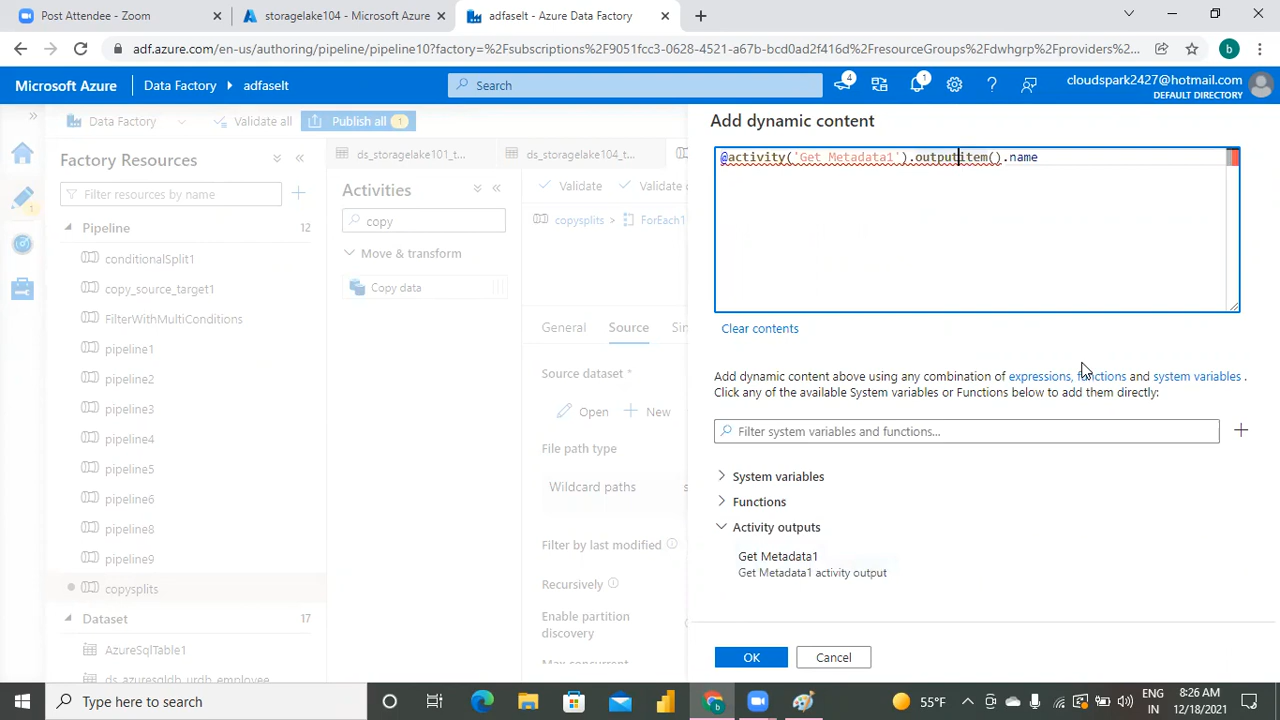 Post Attendee - Zoom
storagelake104 - Microsoft Azure
adfaselt - Azure Data Factory
adf.azure.com/en-us/authoring/pipeline/pipeline10?factory=%2Fsubscriptions%2F9051fcc3-0628-4521-a67b-bcd0ad2f416d%2FresourceGroups%2Fdwhgrp%2Fproviders%2...
b
Microsoft Azure
Data Factory
adfaselt
Search
4
1
cloudspark2427@hotmail.com
DEFAULT DIRECTORY
Data Factory
Validate all
Publish all 1
Add dynamic content
Factory Resources
ds_storagelake101_t...
ds_storagelake104_t...
@activity('Get Metadata1').outputitem().name
Activities
Validate
Validate c
Filter resources by name
copy
copysplits
ForEach1
Pipeline
12
Move & transform
conditionalSplit1
Copy data
copy_source_target1
FilterWithMultiConditions
General
Source
Sin
Clear contents
pipeline1
pipeline2
Source dataset *
Add dynamic content above using any combination of expressions, functions and system variables .
Click any of the available System variables or Functions below to add them directly:
pipeline3
Open
New
pipeline4
Filter system variables and functions...
File path type
pipeline5
Wildcard paths
s
System variables
pipeline6
Functions
pipeline8
Activity outputs
Filter by last modified
pipeline9
Get Metadata1
Get Metadata1 activity output
copysplits
Recursively
Enable partition
discovery
Dataset
17
AzureSqlTable1
Max concurrent
OK
Cancel
ds_azuresqldb_urdb_employee
Type here to search
b
55°F
ENG
IN
8:26 AM
12/18/2021